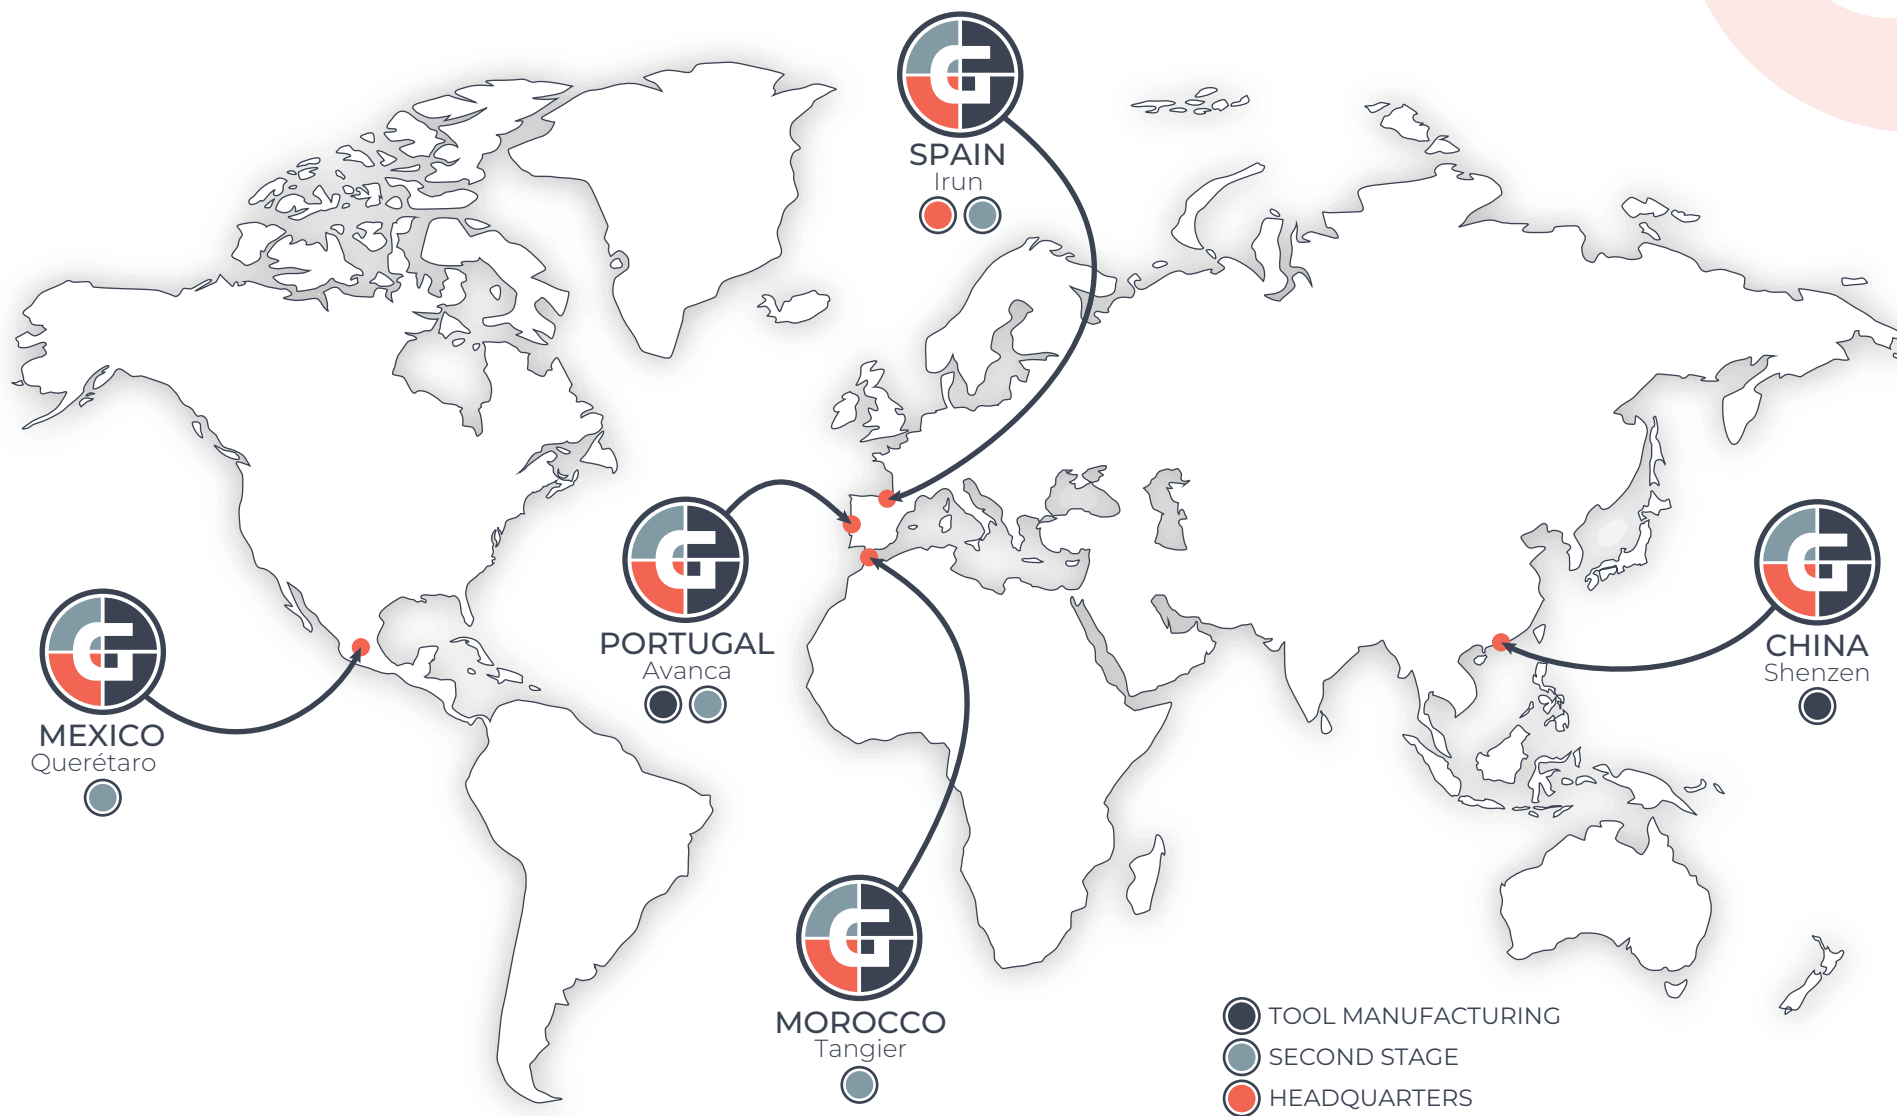 SPAIN
Irun
PORTUGAL
Avanca
MEXICO
Querétaro
CHINA
Shenzen
MOROCCO
Tangier
TOOL MANUFACTURING
SECOND STAGE
HEADQUARTERS